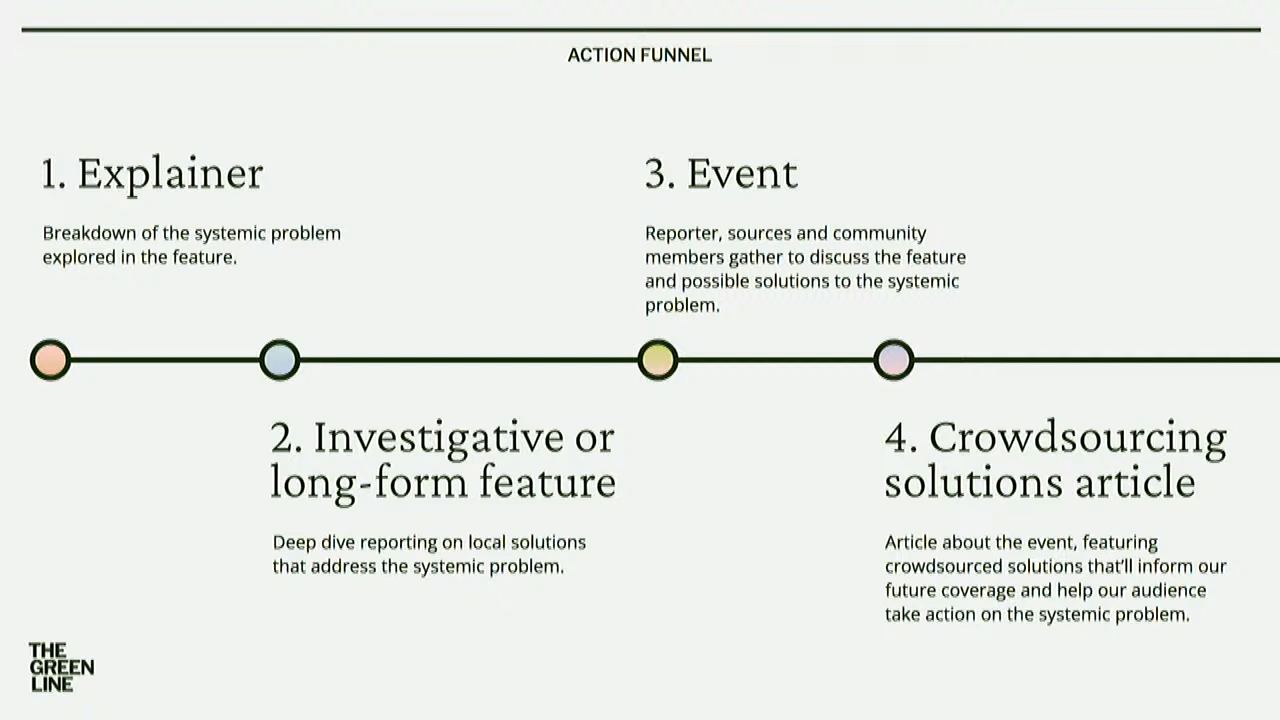 ACTION FUNNEL
1. Explainer
Breakdown of the systemic problem
explored in the feature.
2. Investigative or
long-form feature
Deep dive reporting on local solutions
that address the systemic problem.
3. Event
Reporter, sources and community
members gather to discuss the feature
and possible solutions to the systemic
problem.
4. Crowdsourcing
solutions article
Article about the event, featuring
crowdsourced solutions that'll inform our
future coverage and help our audience
take action on the systemic problem.
THE
GREEN
LINE